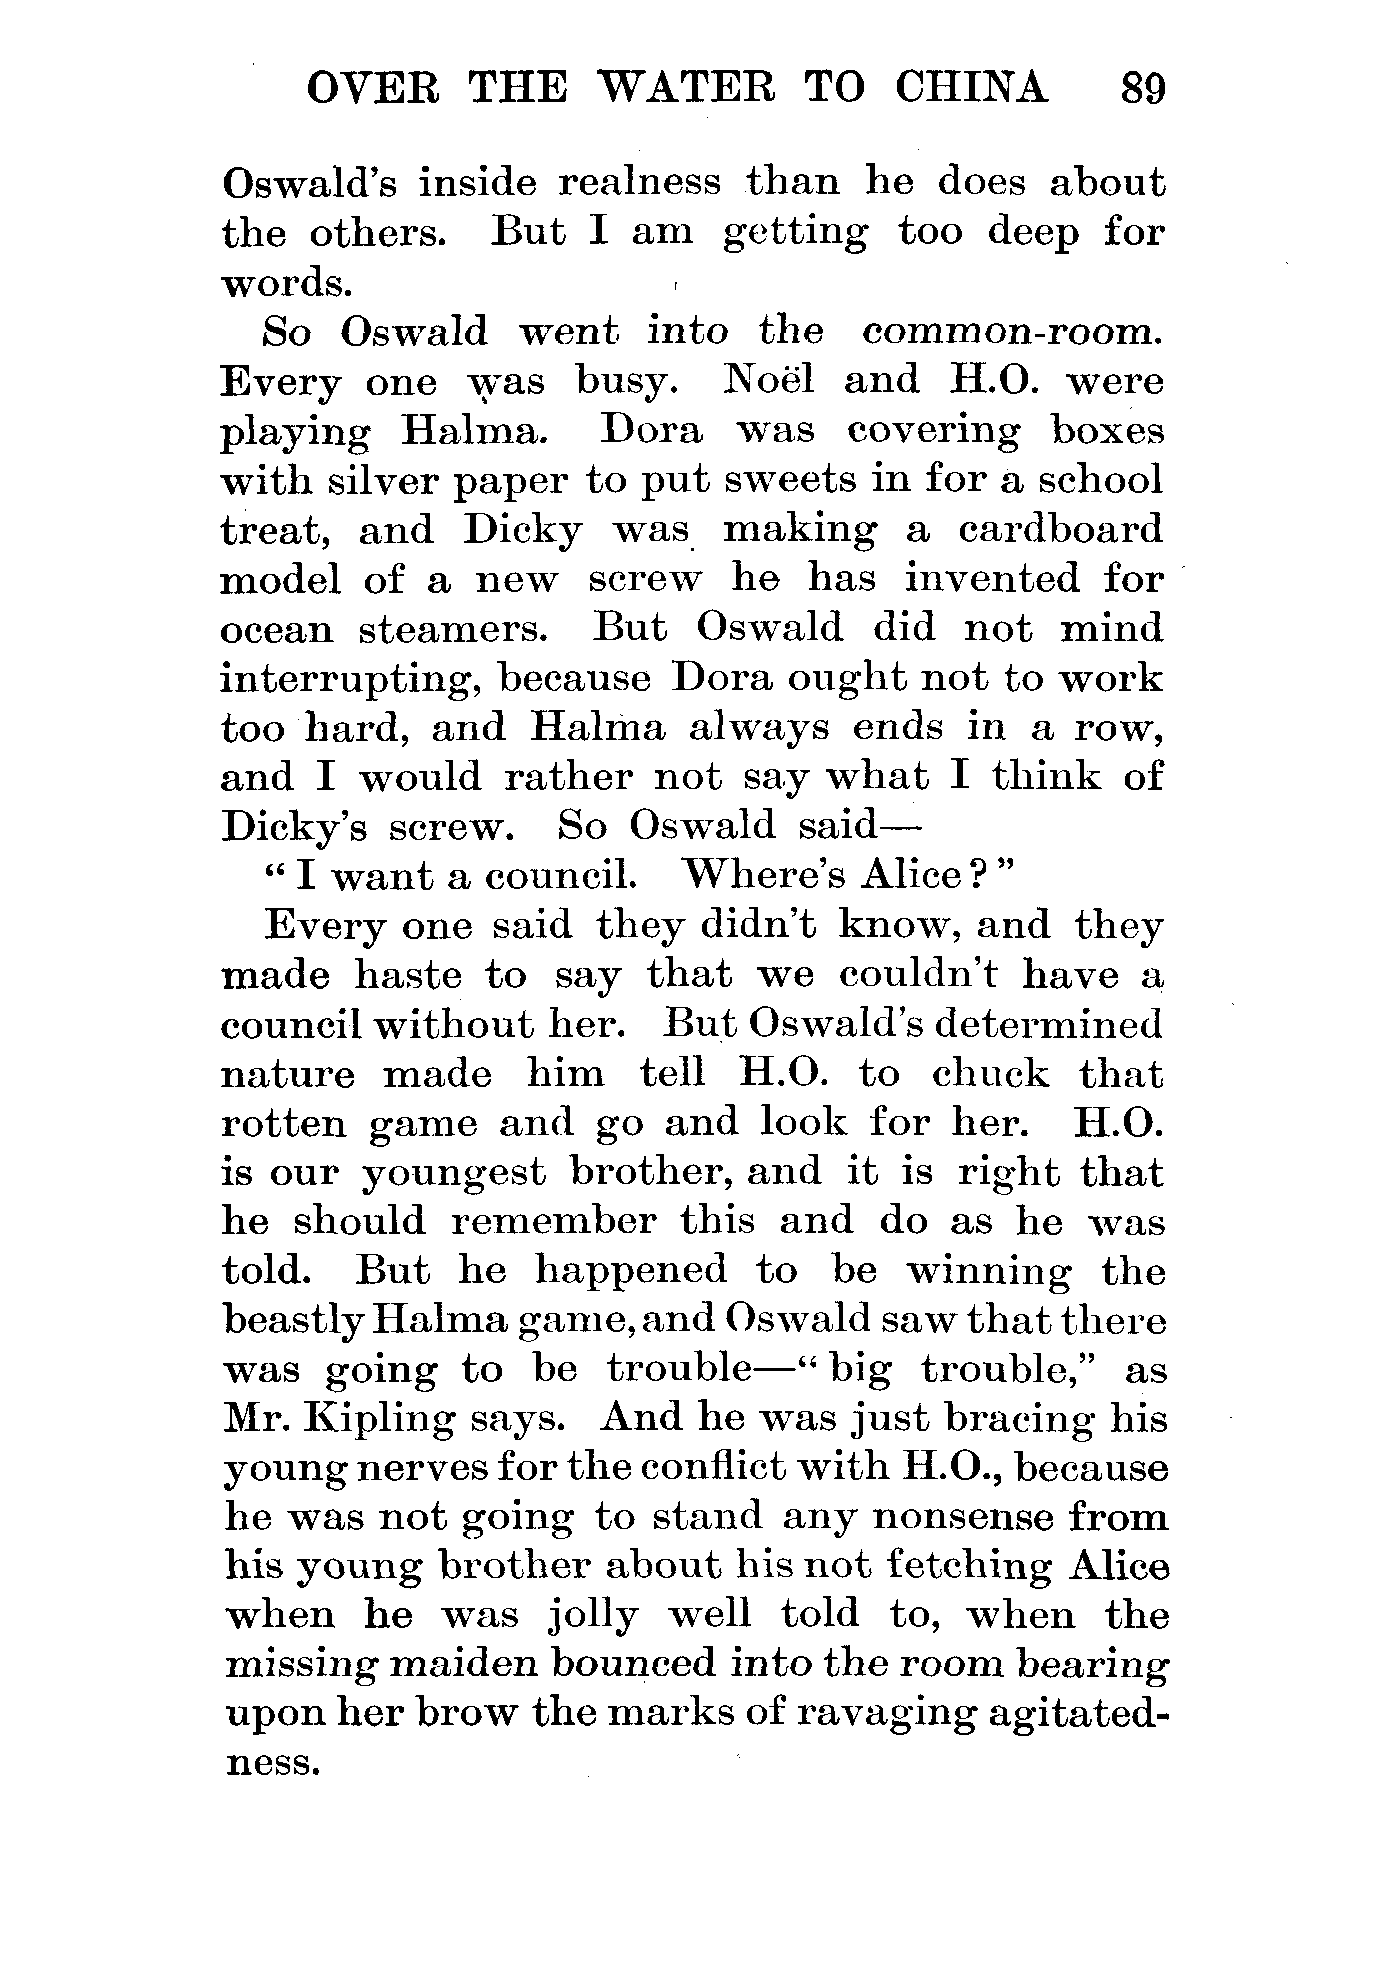 OVER THE WATER TO CHINA 89
Oswald's inside realness than he does about
the others. But I am getting too deep for
words.
So Oswald went into the common-room.
Every one was busy. Noël and H.O. were
playing Halma. Dora was covering boxes
with silver paper to put sweets in for a school
treat, and Dicky was making a cardboard
model of a new screw he has invented for
ocean steamers. But Oswald did not mind
interrupting, because Dora ought not to work
too hard, and Halma always ends in a row,
and I would rather not say what I think of
Dicky's screw. So Oswald said—
"I want a council. Where's Alice?"
Every one said they didn't know, and they
made haste to say that we couldn't have a
council without her. But Oswald's determined
nature made him tell H.O. to chuck that
rotten game and go and look for her. H.O.
is our youngest brother, and it is right that
he should remember this and do as he was
told. But he happened to be winning the
beastly Halma game, and Oswald saw that there
was going to be trouble—"big trouble," as
Mr. Kipling says. And he was just bracing his
young nerves for the conflict with H.O., because
he was not going to stand any nonsense from
his young brother about his not fetching Alice
when he was jolly well told to, when the
missing maiden bounced into the room bearing
upon her brow the marks of ravaging agitated-
ness.